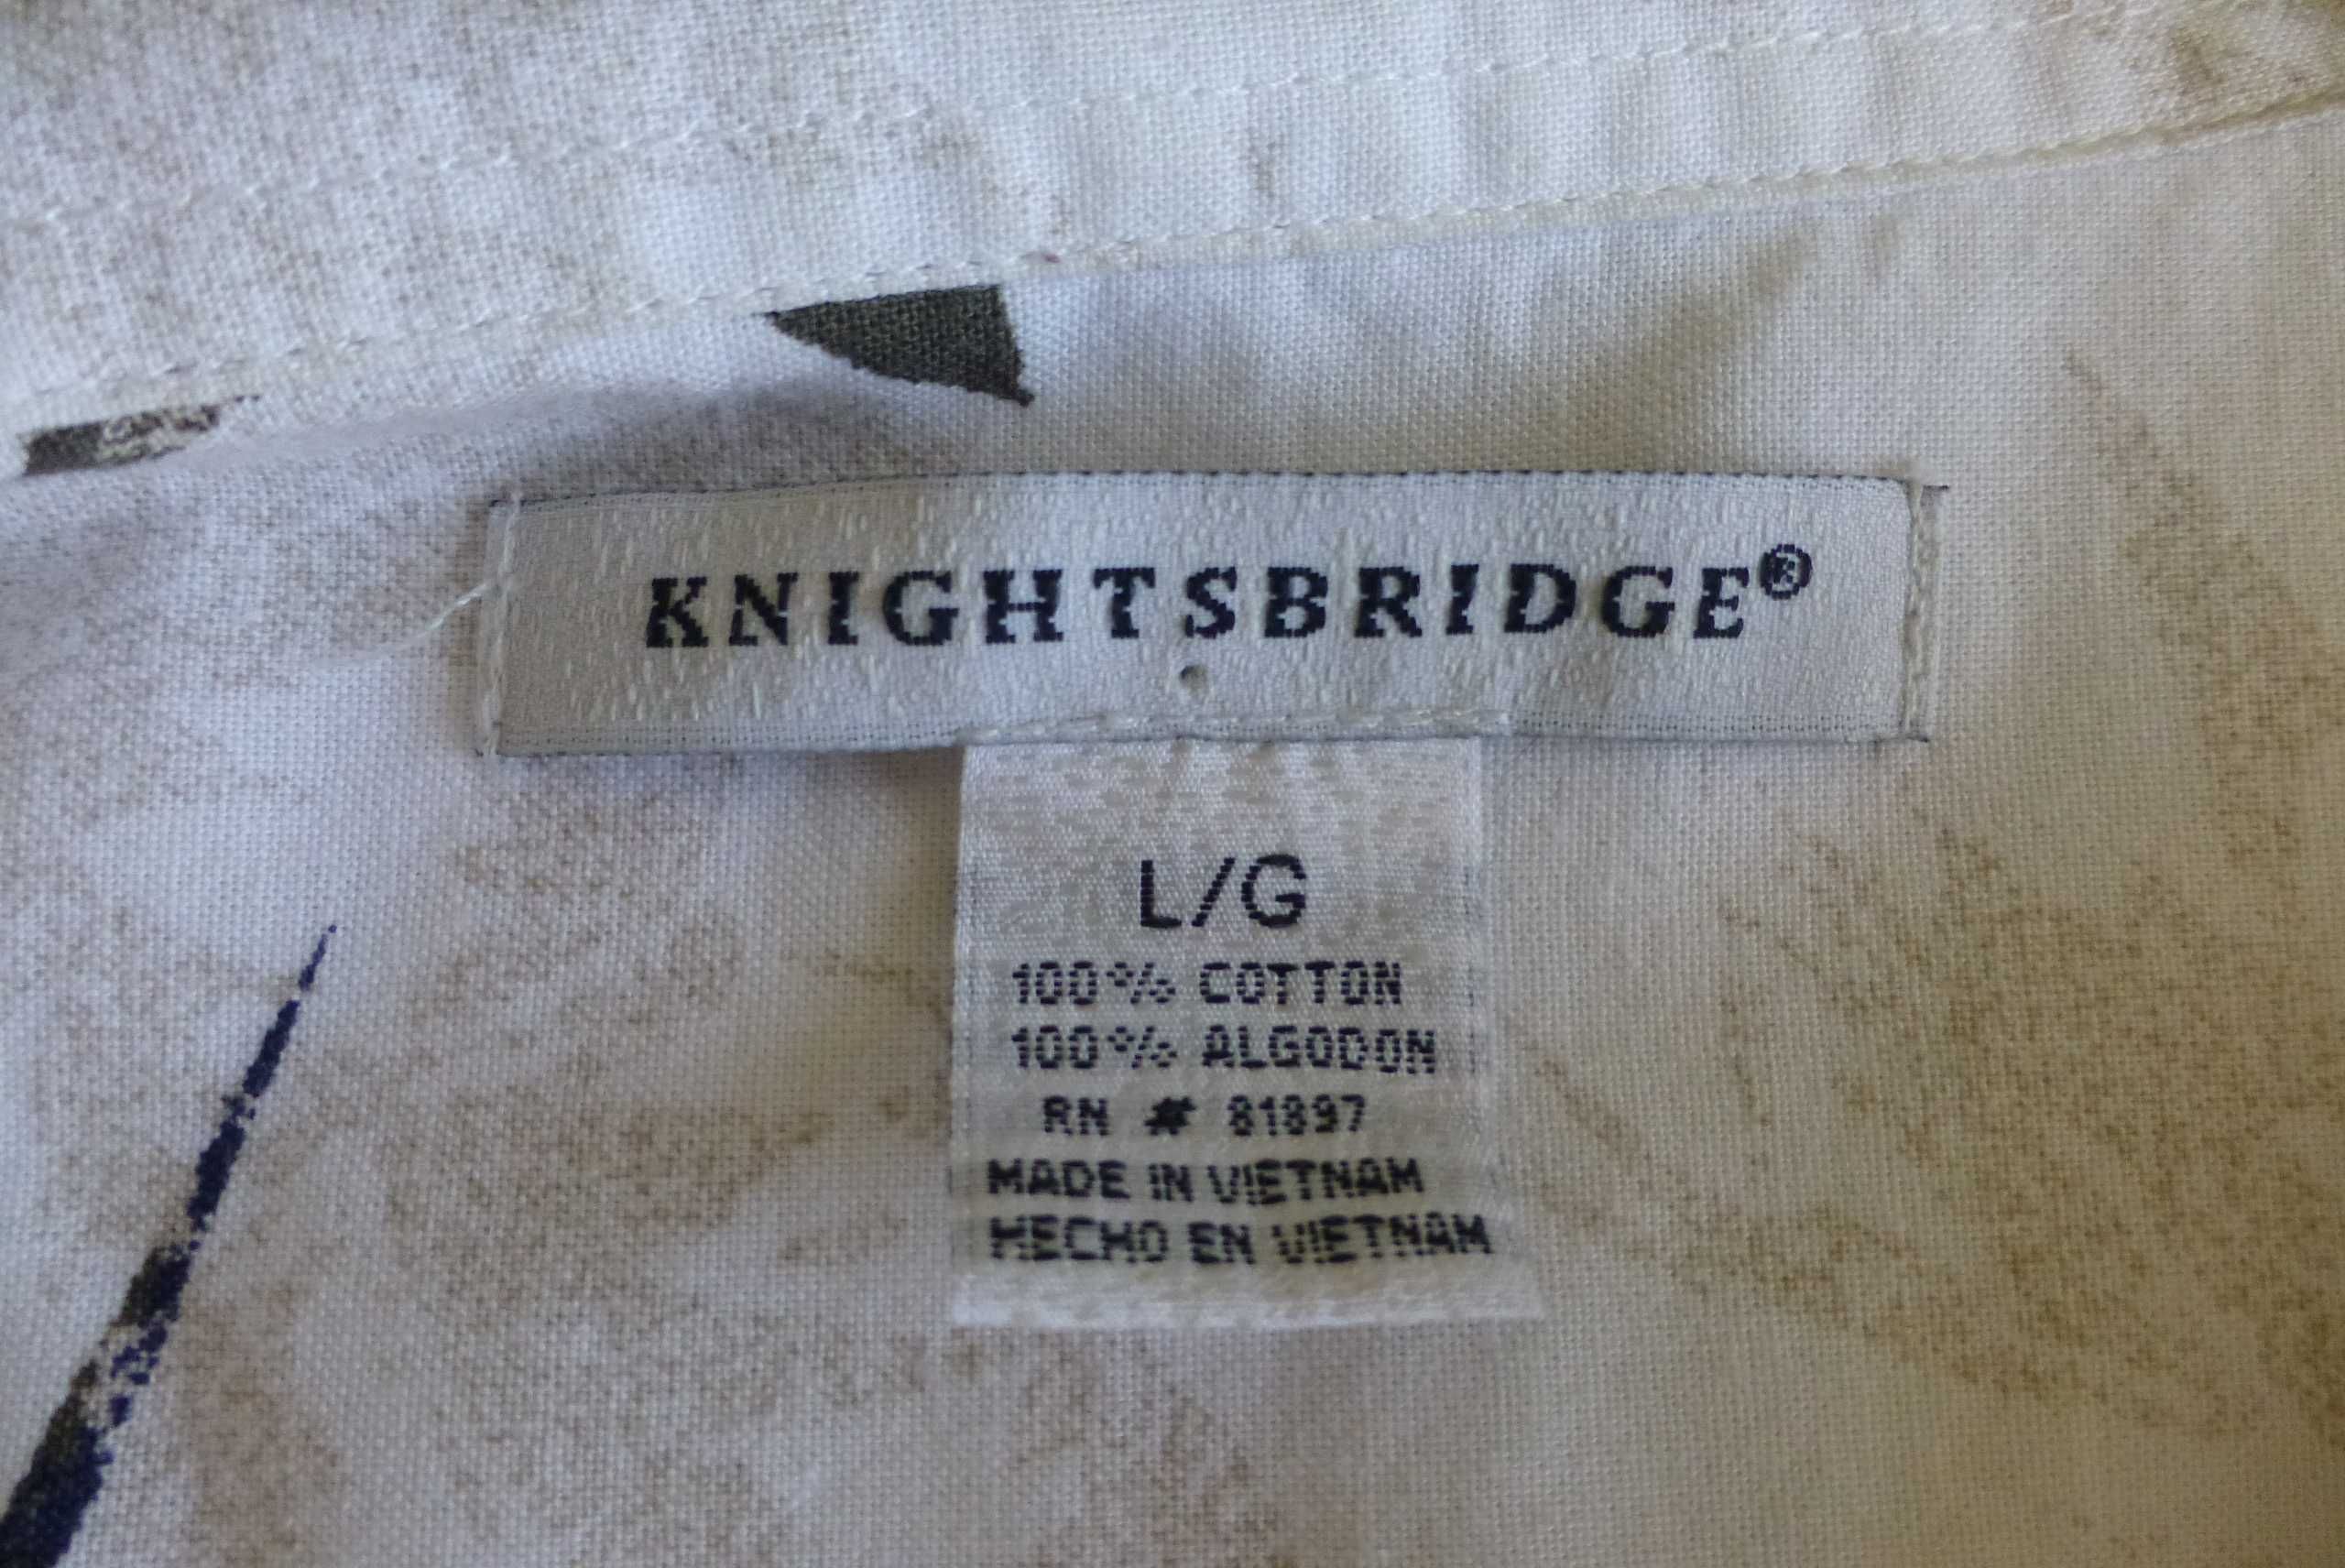 KNIGHTSBRIDGE®
L/G
100% COTTON
100% ALGODON
RN # 81897
MADE IN VIETNAM
HECHO EN VIETNAM